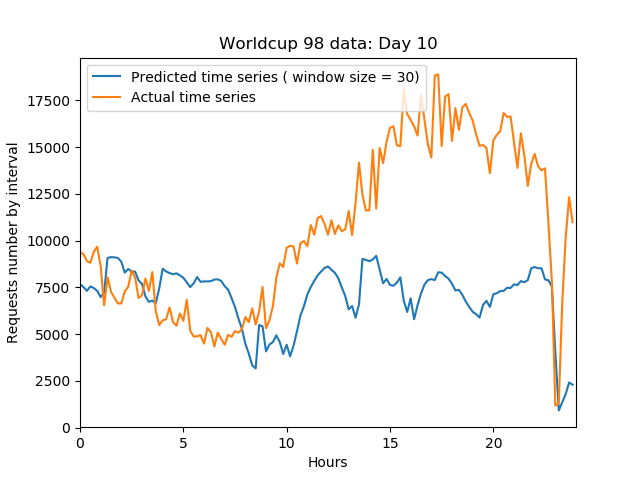 Worldcup 98 data: Day 10
Predicted time series ( window size = 30)
Actual time series
Requests number by interval
17500
15000
12500
10000
7500
5000
2500
0
0 5 10 15 20
Hours